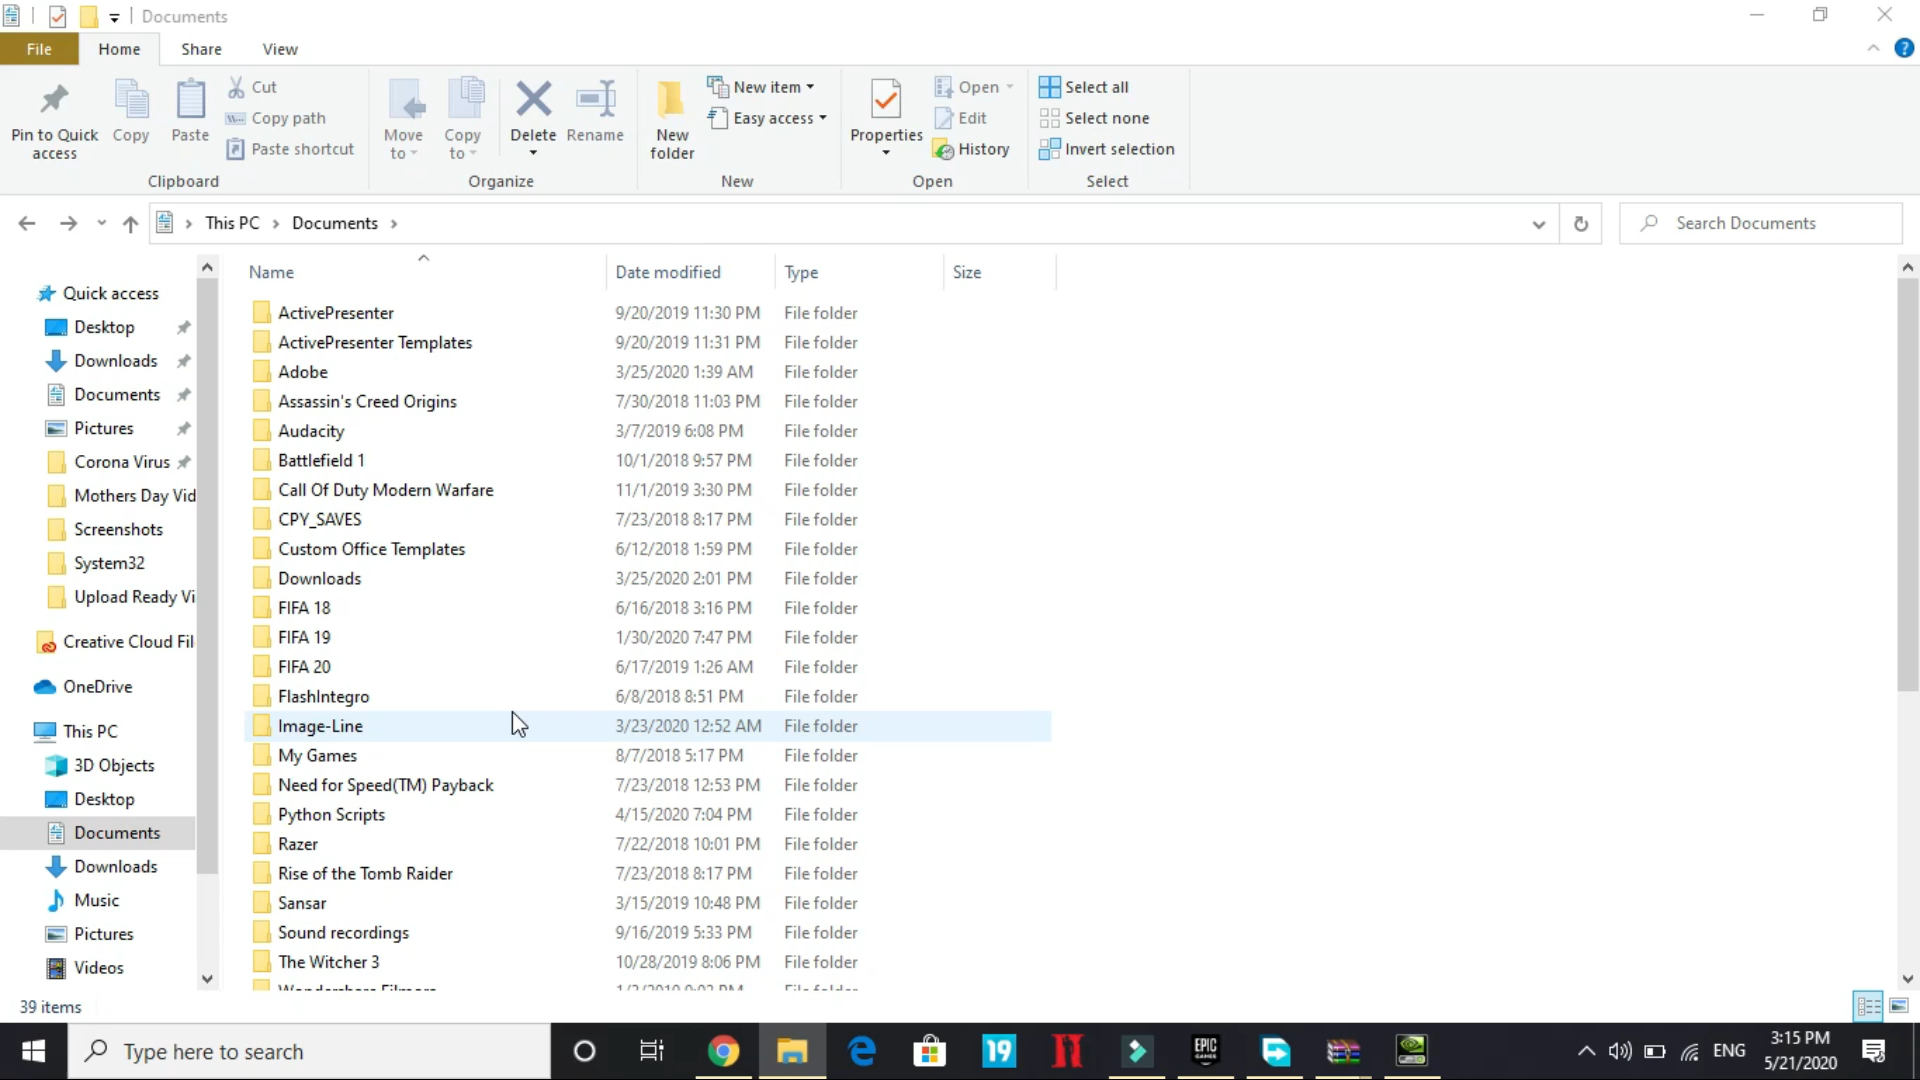 Documents
File Home Share View
Pin to Quick access
Copy
Paste
Cut
Copy path
Paste shortcut
Clipboard
Move to
Copy to
Delete
Rename
Organize
New folder
New item
Easy access
New
Properties
Open
Edit
History
Open
Select all
Select none
Invert selection
Select
This PC Documents
Search Documents
Quick access
Desktop
Downloads
Documents
Pictures
Corona Virus
Mothers Day Vid
Screenshots
System32
Upload Ready Vi
Creative Cloud Fil
OneDrive
This PC
3D Objects
Desktop
Documents
Downloads
Music
Pictures
Videos
Name Date modified Type Size
ActivePresenter 9/20/2019 11:30 PM File folder
ActivePresenter Templates 9/20/2019 11:31 PM File folder
Adobe 3/25/2020 1:39 AM File folder
Assassin's Creed Origins 7/30/2018 11:03 PM File folder
Audacity 3/7/2019 6:08 PM File folder
Battlefield 1 10/1/2018 9:57 PM File folder
Call Of Duty Modern Warfare 11/1/2019 3:30 PM File folder
CPY_SAVES 7/23/2018 8:17 PM File folder
Custom Office Templates 6/12/2018 1:59 PM File folder
Downloads 3/25/2020 2:01 PM File folder
FIFA 18 6/16/2018 3:16 PM File folder
FIFA 19 1/30/2020 7:47 PM File folder
FIFA 20 6/17/2019 1:26 AM File folder
FlashIntegro 6/8/2018 8:51 PM File folder
Image-Line 3/23/2020 12:52 AM File folder
My Games 8/7/2018 5:17 PM File folder
Need for Speed(TM) Payback 7/23/2018 12:53 PM File folder
Python Scripts 4/15/2020 7:04 PM File folder
Razer 7/22/2018 10:01 PM File folder
Rise of the Tomb Raider 7/23/2018 8:17 PM File folder
Sansar 3/15/2019 10:48 PM File folder
Sound recordings 9/16/2019 5:33 PM File folder
The Witcher 3 10/28/2019 8:06 PM File folder
39 items
Type here to search
19
EPIC GAMES
ENG
3:15 PM
5/21/2020